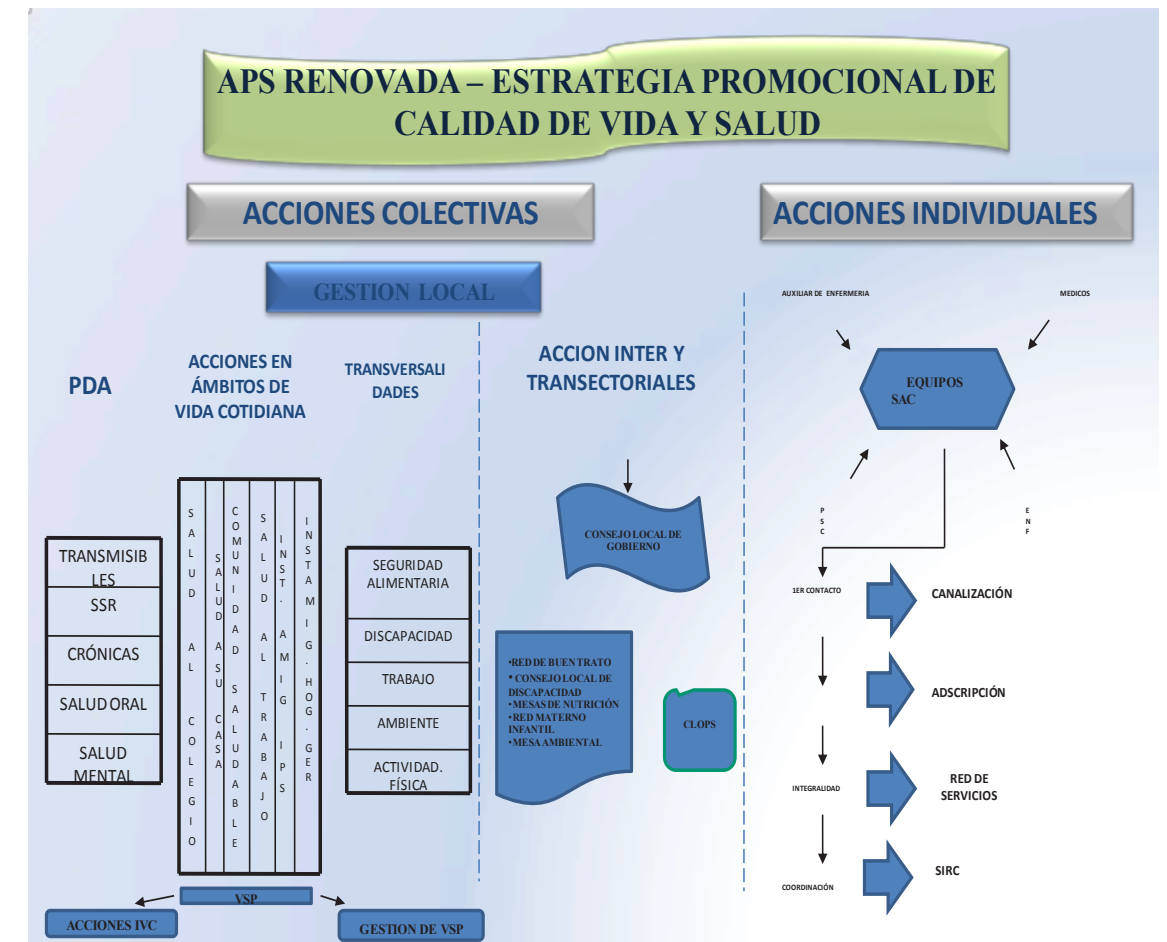 APS RENOVADA – ESTRATEGIA PROMOCIONAL DE
CALIDAD DE VIDA Y SALUD
ACCIONES COLECTIVAS
ACCIONES INDIVIDUALES
GESTION LOCAL
PDA
ACCIONES EN
ÁMBITOS DE
VIDA COTIDIANA
TRANSVERSALI
DADES
ACCION INTER Y
TRANSECTORIALES
TRANSMISIB
LES
SSR
CRÓNICAS
SALUD ORAL
SALUD
MENTAL
SALUD AL COLEGIO
SALUD ASU CASA
COMUNIDAD SALUDABLE
SALUD AL TRABAJO
INST. AMIG IPS
INSTAMIG.HOG.GER
SEGURIDAD
ALIMENTARIA
DISCAPACIDAD
TRABAJO
AMBIENTE
ACTIVIDAD.
FÍSICA
VSP
ACCIONES IVC
GESTION DE VSP
CONSEJO LOCAL DE
GOBIERNO
•RED DE BUEN TRATO
• CONSEJO LOCAL DE
DISCAPACIDAD
•MESAS DE NUTRICIÓN
•RED MATERNO
INFANTIL
•MESA AMBIENTAL
CLOPS
AUXILIAR DE ENFERMERIA
MEDICOS
EQUIPOS
SAC
PSC
ENF
1ER CONTACTO
CANALIZACIÓN
ADSCRIPCIÓN
INTEGRALIDAD
RED DE
SERVICIOS
COORDINACIÓN
SIRC